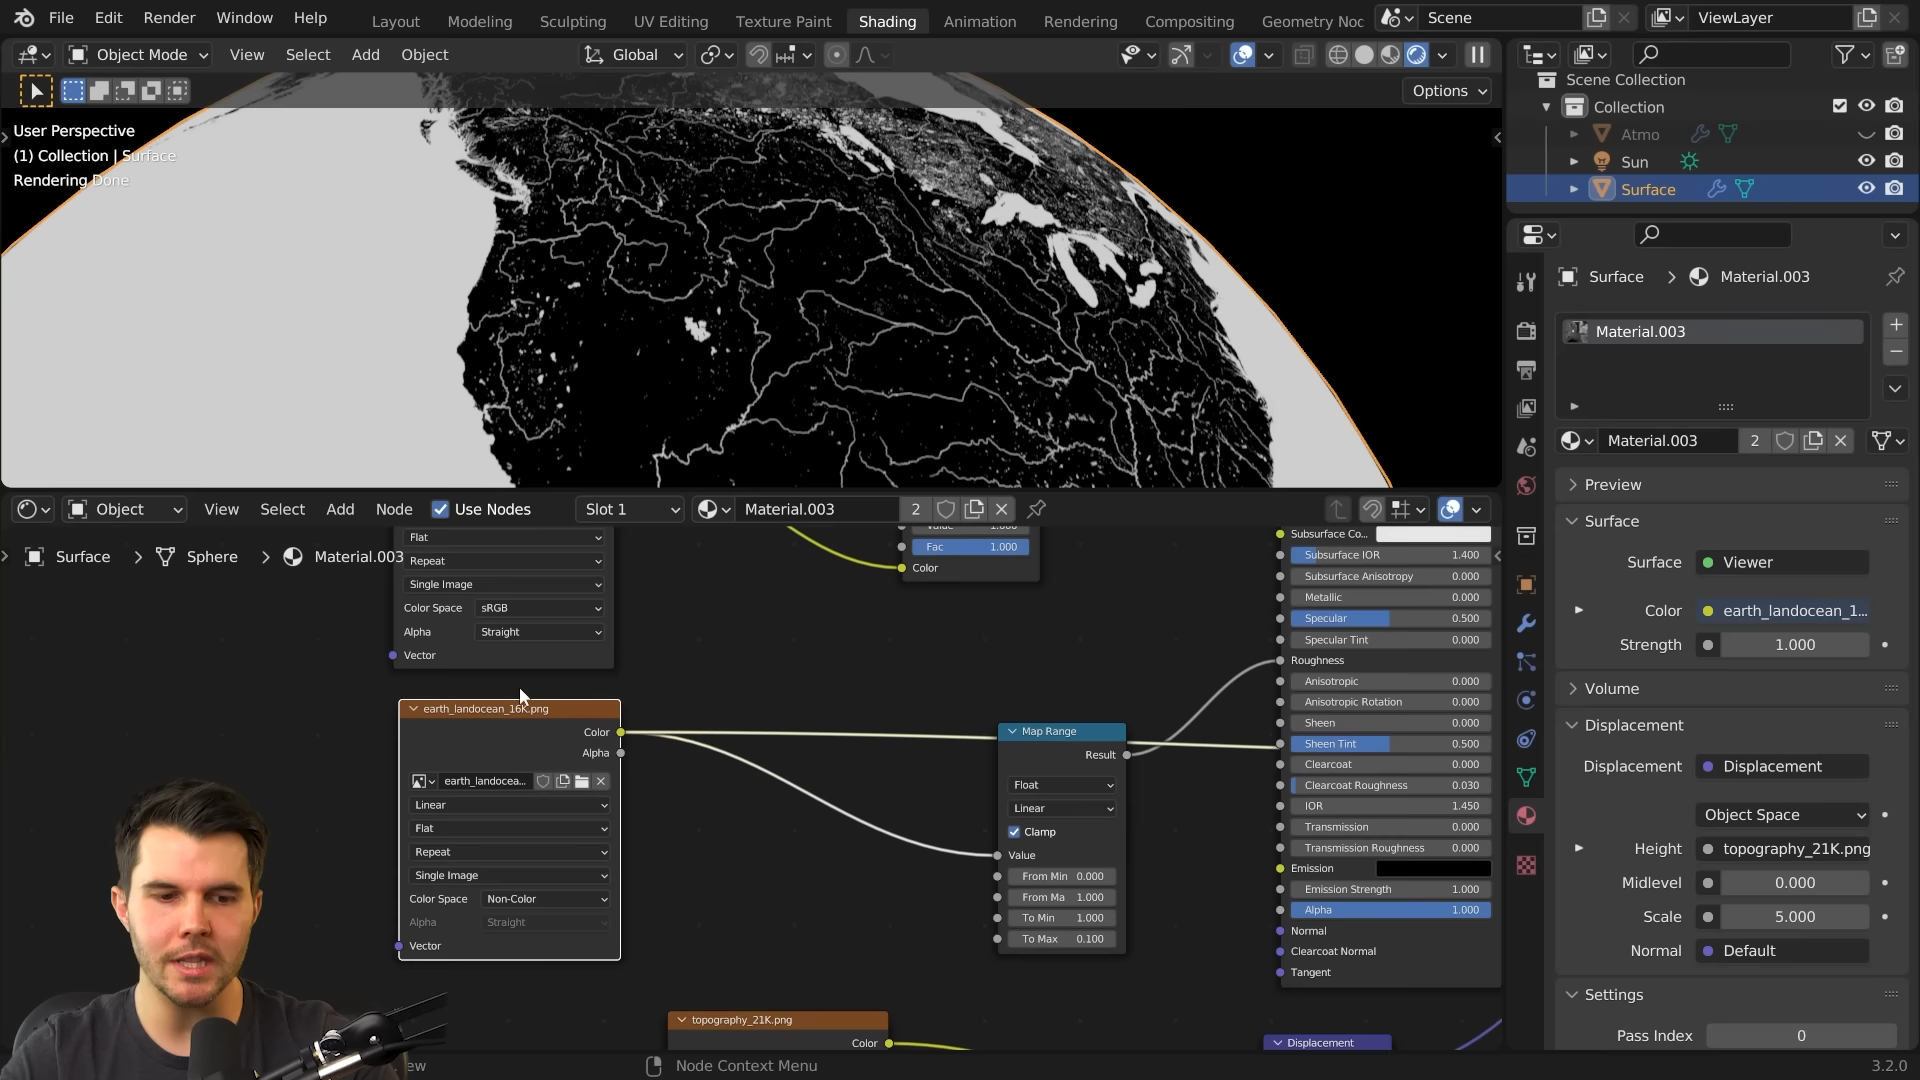 File Edit Render Window Help Layout Modeling Sculpting UV Editing Texture Paint Shading Animation Rendering Compositing Geometry Noc Scene ViewLayer
Object Mode View Select Add Object Global
Options
User Perspective
(1) Collection | Surface
Rendering Done
Scene Collection
Collection
Atmo
Sun
Surface
Surface > Material.003
Material.003
Material.003 2
Preview
Surface
Surface Viewer
Color earth_landocean_1...
Strength 1.000
Volume
Displacement
Displacement Displacement
Object Space
Height topography_21K.png
Midlevel 0.000
Scale 5.000
Normal Default
Settings
Pass Index 0
Object View Select Add Node Use Nodes Slot 1 Material.003 2
Surface > Sphere > Material.003
Flat
Repeat
Single Image
Color Space sRGB
Alpha Straight
Vector
Fac 1.000
Color
earth_landocean_16K.png
Color
Alpha
earth_landocea...
Linear
Flat
Repeat
Single Image
Color Space Non-Color
Alpha Straight
Vector
Map Range
Result
Float
Linear
Clamp
Value
From Min 0.000
From Ma 1.000
To Min 1.000
To Max 0.100
Subsurface Co...
Subsurface IOR 1.400
Subsurface Anisotropy 0.000
Metallic 0.000
Specular 0.500
Specular Tint 0.000
Roughness
Anisotropic 0.000
Anisotropic Rotation 0.000
Sheen 0.000
Sheen Tint 0.500
Clearcoat 0.000
Clearcoat Roughness 0.030
IOR 1.450
Transmission 0.000
Transmission Roughness 0.000
Emission
Emission Strength 1.000
Alpha 1.000
Normal
Clearcoat Normal
Tangent
topography_21K.png
Color
Displacement
Node Context Menu
3.2.0